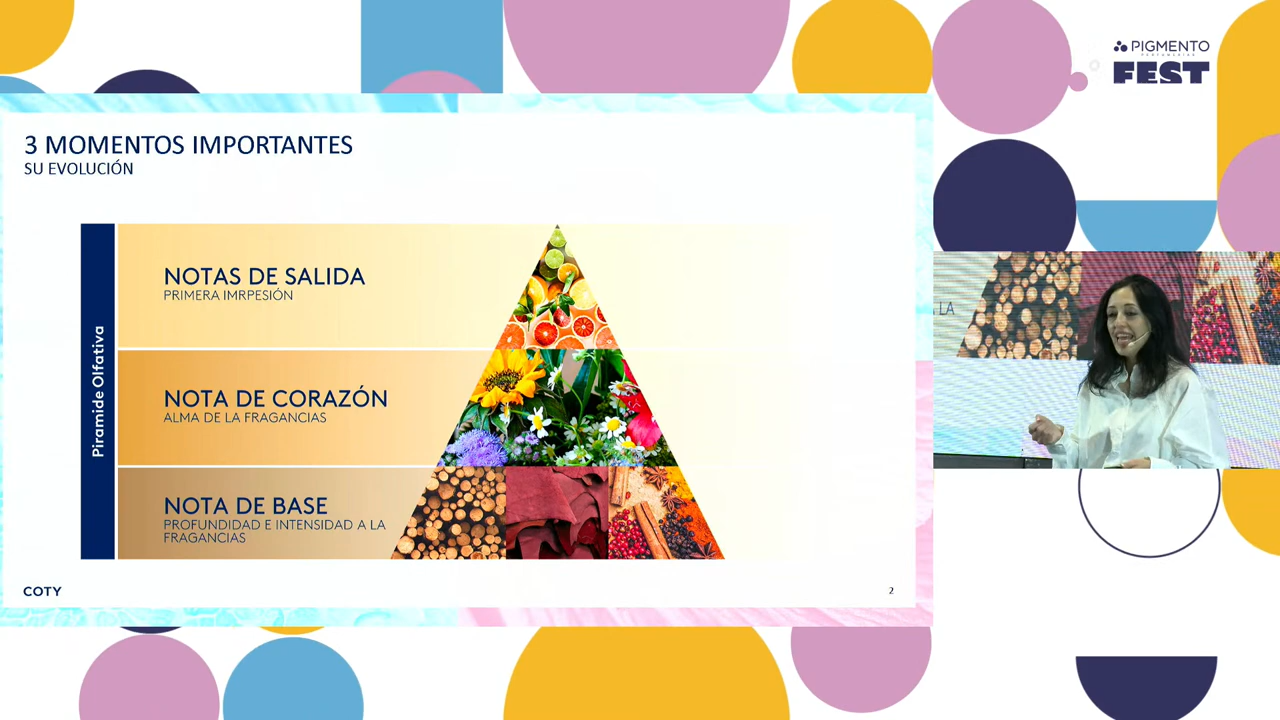 PIGMENTO
FEST
3 MOMENTOS IMPORTANTES
SU EVOLUCIÓN
Piramide Olfativa
NOTAS DE SALIDA
PRIMERA IMRPESIÓN
NOTA DE CORAZÓN
ALMA DE LA FRAGANCIAS
NOTA DE BASE
PROFUNDIDAD E INTENSIDAD A LA
FRAGANCIAS
COTY
2
LA